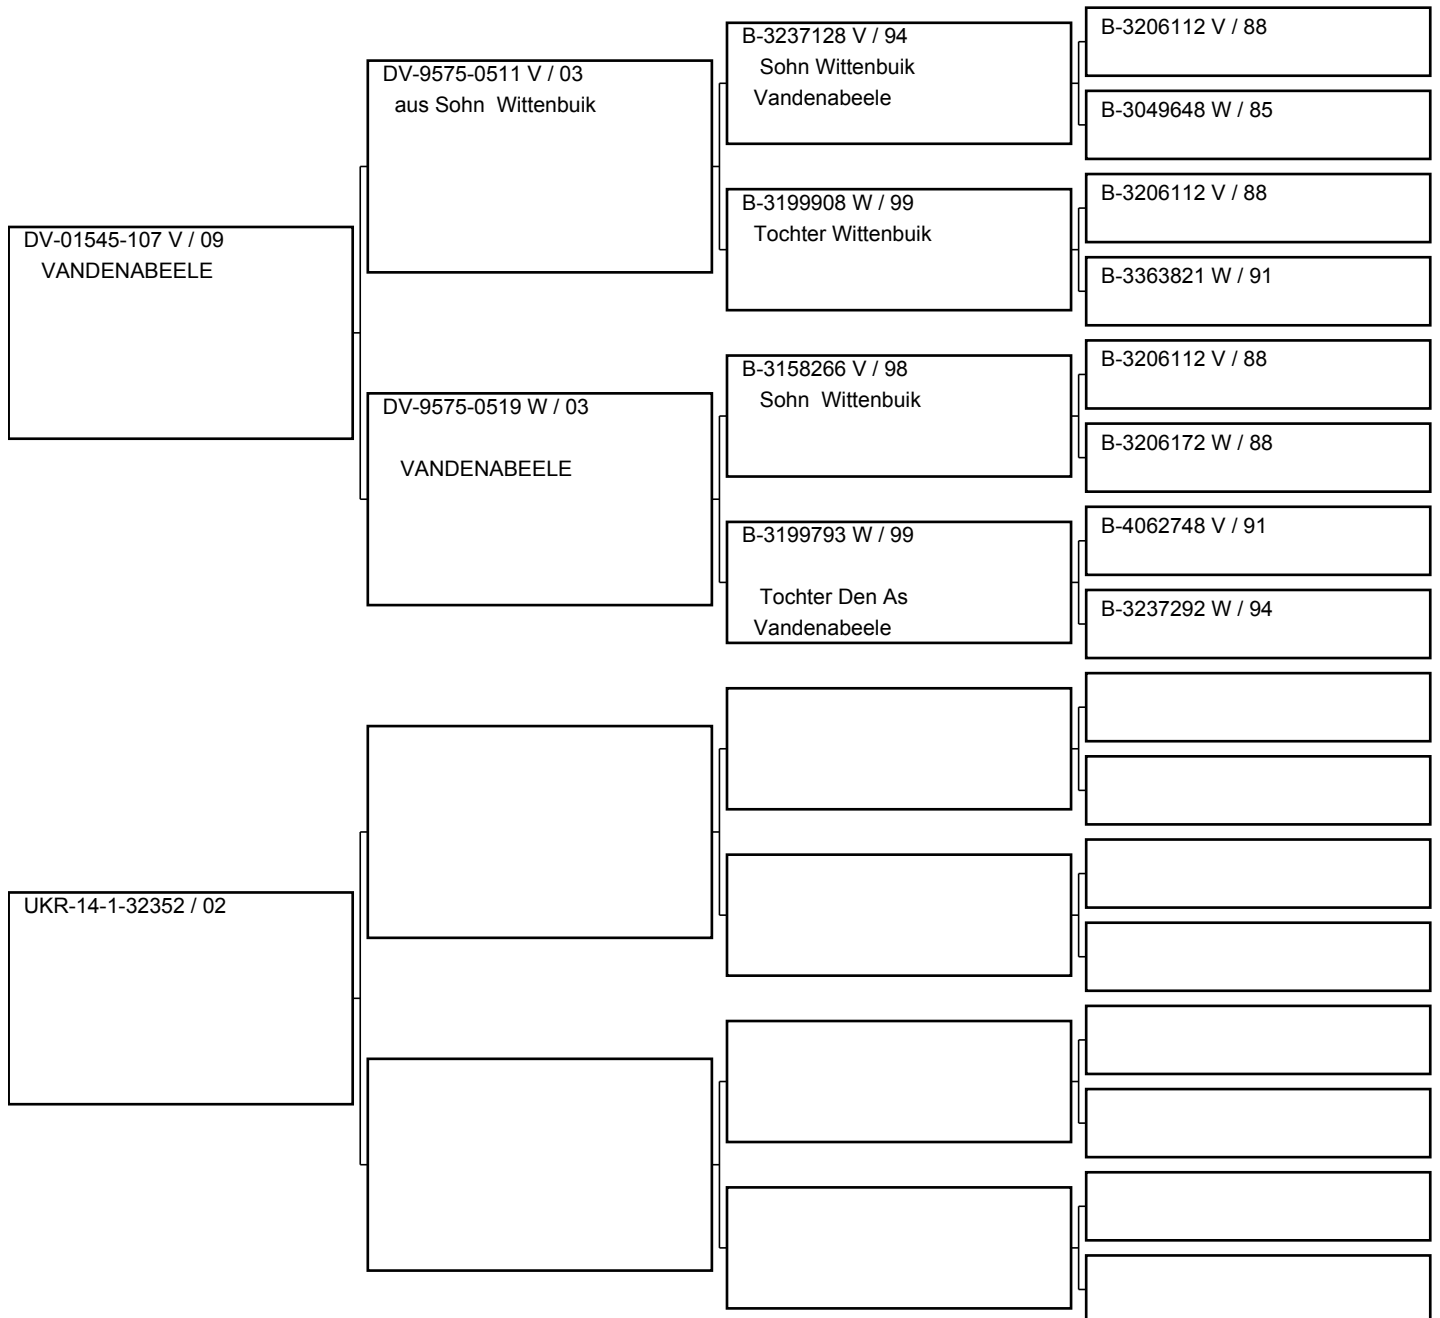 DV-01545-107 V / 09
VANDENABEELE
DV-9575-0511 V / 03
aus Sohn Wittenbuik
DV-9575-0519 W / 03
VANDENABEELE
B-3237128 V / 94
Sohn Wittenbuik
Vandenabeele
B-3199908 W / 99
Tochter Wittenbuik
B-3158266 V / 98
Sohn Wittenbuik
B-3199793 W / 99
Tochter Den As
Vandenabeele
B-3206112 V / 88
B-3049648 W / 85
B-3206112 V / 88
B-3363821 W / 91
B-3206112 V / 88
B-3206172 W / 88
B-4062748 V / 91
B-3237292 W / 94
UKR-14-1-32352 / 02